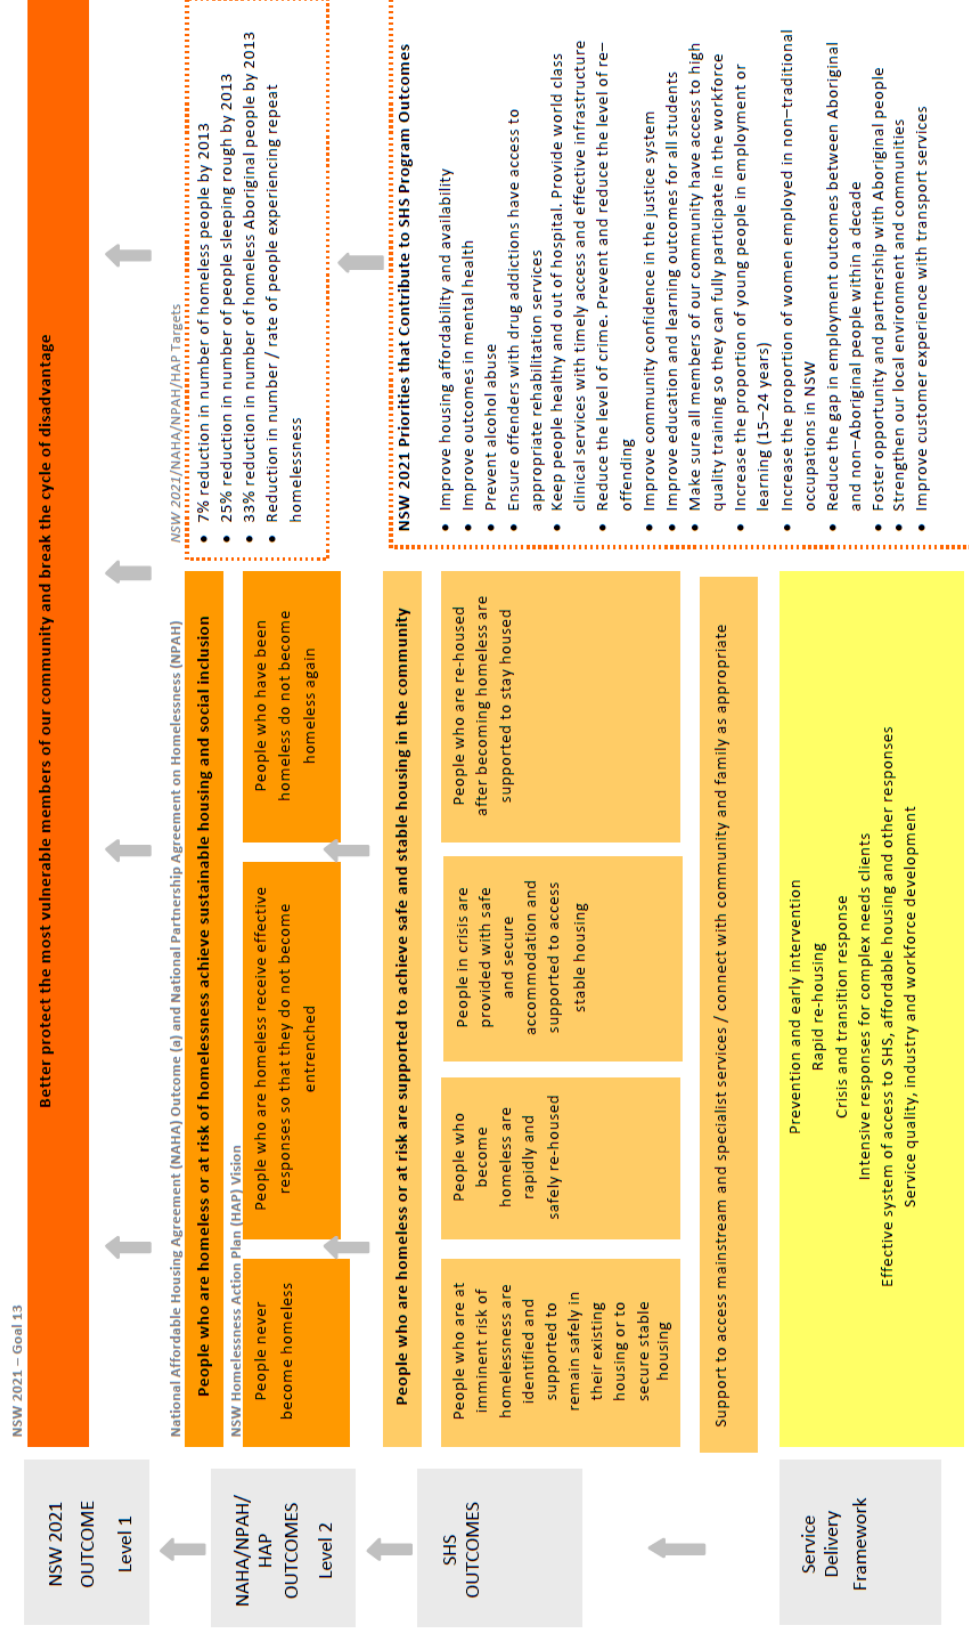 NSW 2021 – Goal 13
NSW 2021
OUTCOME
Level 1
Better protect the most vulnerable members of our community and break the cycle of disadvantage
National Affordable Housing Agreement (NAHA) Outcome (a) and National Partnership Agreement on Homelessness (NPAH)
NSW 2021/NAHA/NPAH/HAP Targets
NAHA/NPAH/
HAP
OUTCOMES
Level 2
People who are homeless or at risk of homelessness achieve sustainable housing and social inclusion
NSW Homelessness Action Plan (HAP) Vision
People never
become homeless
People who are homeless receive effective
responses so that they do not become
entrenched
People who have been
homeless do not become
homeless again
• 7% reduction in number of homeless people by 2013
• 25% reduction in number of people sleeping rough by 2013
• 33% reduction in number of homeless Aboriginal people by 2013
• Reduction in number / rate of people experiencing repeat
homelessness
SHS
OUTCOMES
People who are homeless or at risk are supported to achieve safe and stable housing in the community
People who are at
imminent risk of
homelessness are
identified and
supported to
remain safely in
their existing
housing or to
secure stable
housing
People who
become
homeless are
rapidly and
safely re-housed
People in crisis are
provided with safe
and secure
accommodation and
supported to access
stable housing
People who are re-housed
after becoming homeless are
supported to stay housed
Support to access mainstream and specialist services / connect with community and family as appropriate
NSW 2021 Priorities that Contribute to SHS Program Outcomes
• Improve housing affordability and availability
• Improve outcomes in mental health
• Prevent alcohol abuse
• Ensure offenders with drug addictions have access to
appropriate rehabilitation services
• Keep people healthy and out of hospital. Provide world class
clinical services with timely access and effective infrastructure
• Reduce the level of crime. Prevent and reduce the level of re–
offending
• Improve community confidence in the justice system
• Improve education and learning outcomes for all students
• Make sure all members of our community have access to high
quality training so they can fully participate in the workforce
• Increase the proportion of young people in employment or
learning (15–24 years)
• Increase the proportion of women employed in non–traditional
occupations in NSW
• Reduce the gap in employment outcomes between Aboriginal
and non–Aboriginal people within a decade
• Foster opportunity and partnership with Aboriginal people
• Strengthen our local environment and communities
• Improve customer experience with transport services
Service
Delivery
Framework
Prevention and early intervention
Rapid re-housing
Crisis and transition response
Intensive responses for complex needs clients
Effective system of access to SHS, affordable housing and other responses
Service quality, industry and workforce development